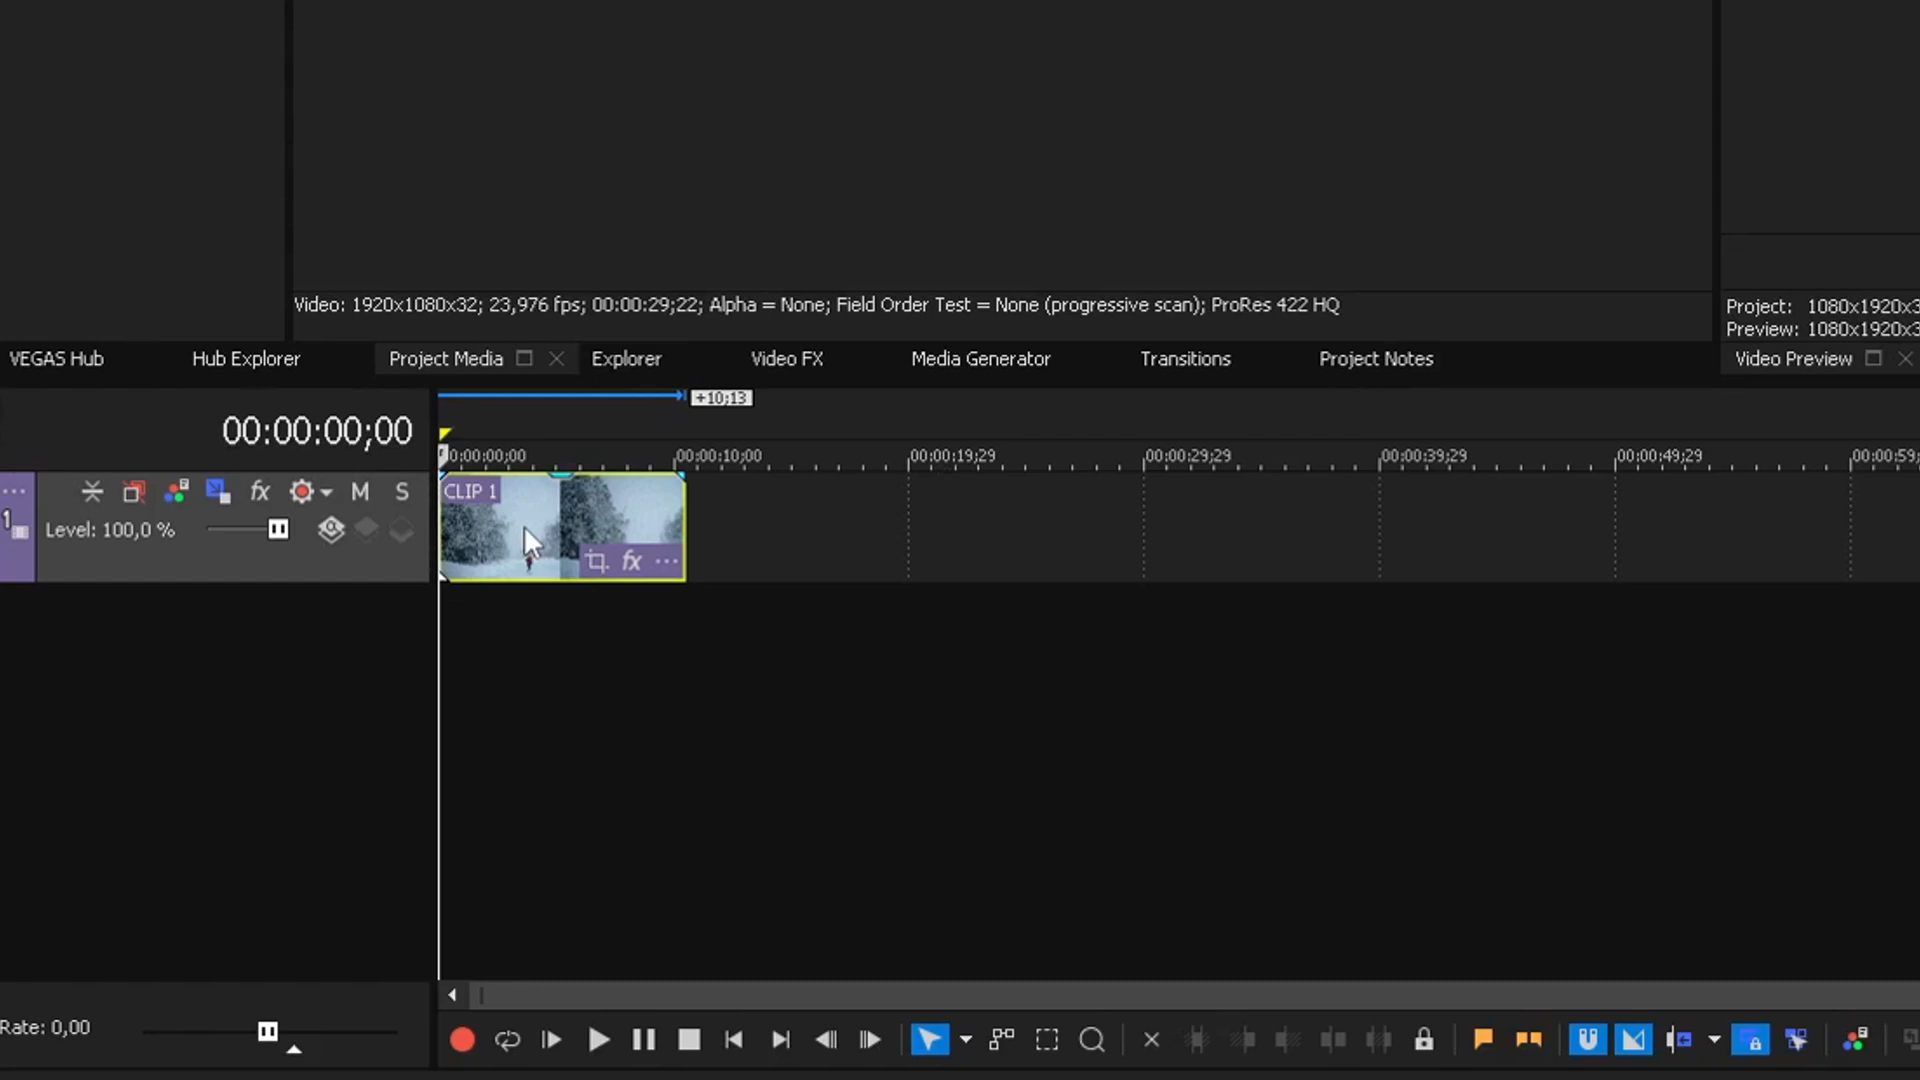 Video: 1920x1080x32; 23,976 fps; 00:00:29;22; Alpha = None; Field Order Test = None (progressive scan); ProRes 422 HQ
Project: 1080x1920x3
Preview: 1080x1920x3
VEGAS Hub Hub Explorer Project Media Explorer Video FX Media Generator Transitions Project Notes Video Preview
+10;13
00:00:00;00
0:00:00;00 00:00:10;00 00:00:19;29 00:00:29;29 00:00:39;29 00:00:49;29 00:00:59;
fx M S
CLIP 1
1
Level: 100,0 %
fx
Rate: 0,00